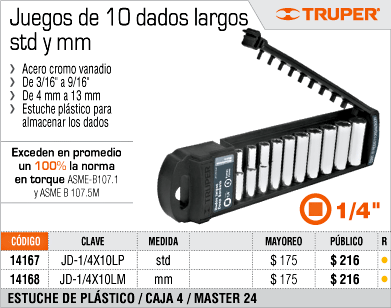 Juegos de 10 dados largos
std y mm
TRUPER
Acero cromo vanadio
De 3/16" a 9/16"
De 4 mm a 13 mm
Estuche plástico para
almacenar los dados
Exceden en promedio
un 100% la norma
en torque ASME-B107.1
y ASME B 107.5M
1/4"
CÓDIGO CLAVE MEDIDA MAYOREO PÚBLICO R
14167 JD-1/4X10LP std $ 175 $ 216
14168 JD-1/4X10LM mm $ 175 $ 216
ESTUCHE DE PLÁSTICO / CAJA 4 / MASTER 24